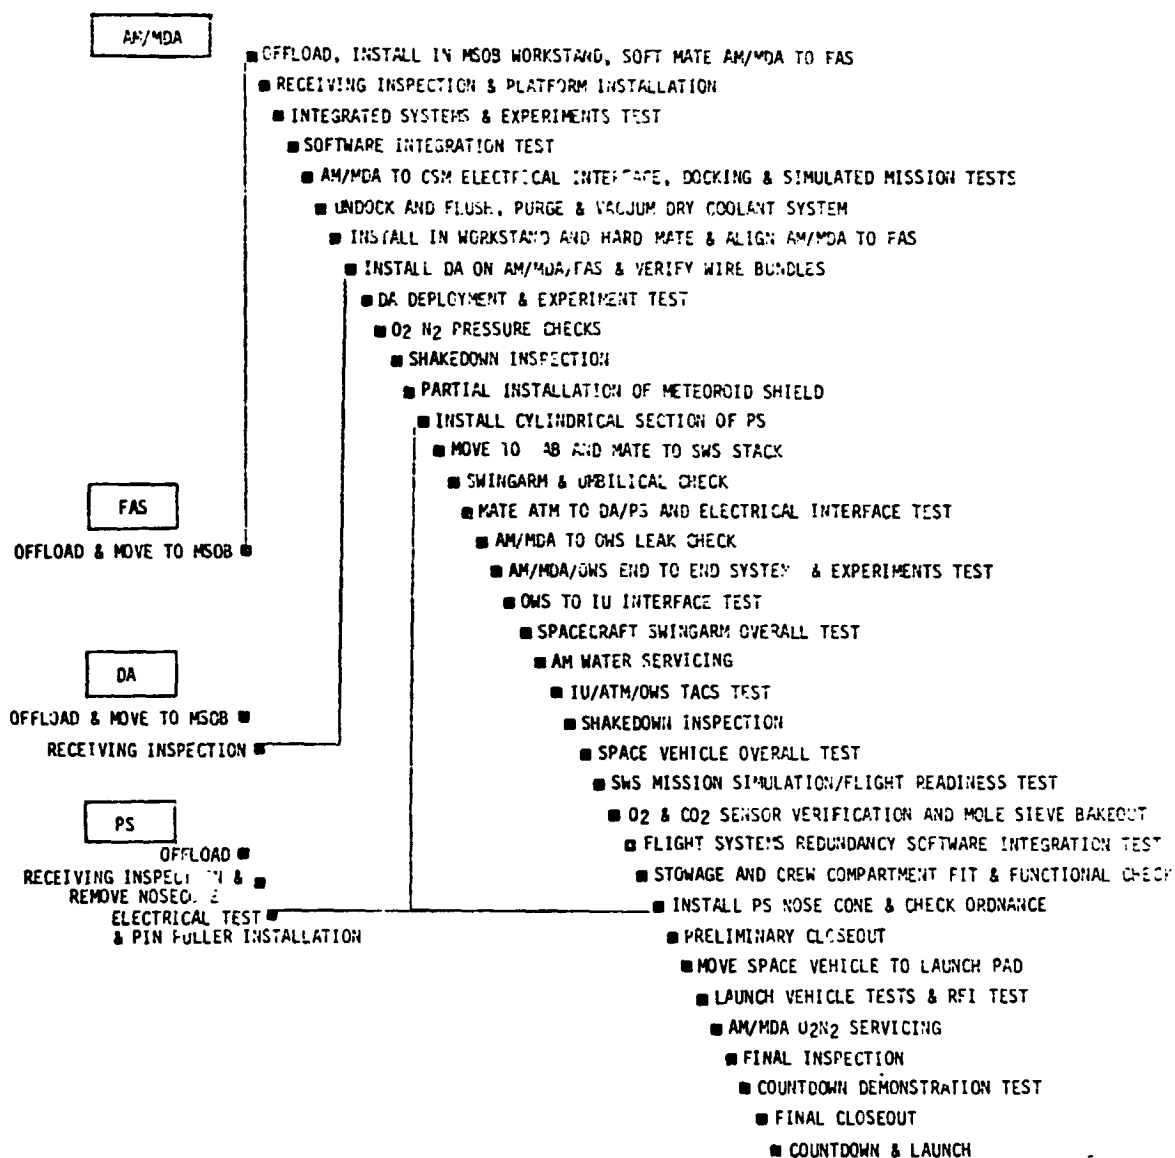 AM/MDA
OFFLOAD, INSTALL IN MSOB WORKSTAND, SOFT MATE AM/MDA TO FAS
RECEIVING INSPECTION & PLATFORM INSTALLATION
INTEGRATED SYSTEMS & EXPERIMENTS TEST
SOFTWARE INTEGRATION TEST
AM/MDA TO CSM ELECTRICAL INTERFACE, DOCKING & SIMULATED MISSION TESTS
UNDOCK AND FLUSH, PURGE & VACUUM DRY COOLANT SYSTEM
INSTALL IN WORKSTAND AND HARD MATE & ALIGN AM/MDA TO FAS
INSTALL DA ON AM/MDA/FAS & VERIFY WIRE BUNDLES
DA DEPLOYMENT & EXPERIMENT TEST
O2 N2 PRESSURE CHECKS
SHAKEDOWN INSPECTION
PARTIAL INSTALLATION OF METEOROID SHIELD
INSTALL CYLINDRICAL SECTION OF PS
MOVE TO AB AND MATE TO SWS STACK
SWINGARM & UMBILICAL CHECK
FAS
MATE ATM TO DA/PS AND ELECTRICAL INTERFACE TEST
AM/MDA TO OWS LEAK CHECK
OFFLOAD & MOVE TO MSOB
AM/MDA/OWS END TO END SYSTEM & EXPERIMENTS TEST
OWS TO IU INTERFACE TEST
SPACECRAFT SWINGARM OVERALL TEST
AM WATER SERVICING
DA
IU/ATM/OWS TACS TEST
OFFLOAD & MOVE TO MSOB
SHAKEDOWN INSPECTION
RECEIVING INSPECTION
SPACE VEHICLE OVERALL TEST
SWS MISSION SIMULATION/FLIGHT READINESS TEST
O2 & CO2 SENSOR VERIFICATION AND MOLE SIEVE BAKEOUT
PS
FLIGHT SYSTEMS REDUNDANCY SOFTWARE INTEGRATION TEST
OFFLOAD
STOWAGE AND CREW COMPARTMENT FIT & FUNCTIONAL CHECK
RECEIVING INSPECTION &
REMOVE
INSTALL PS NOSE CONE & CHECK ORDNANCE
ELECTRICAL TEST
& PIN PULLER INSTALLATION
PRELIMINARY CLOSEOUT
MOVE SPACE VEHICLE TO LAUNCH PAD
LAUNCH VEHICLE TESTS & RFI TEST
AM/MDA O2N2 SERVICING
FINAL INSPECTION
COUNTDOWN DEMONSTRATION TEST
FINAL CLOSEOUT
COUNTDOWN & LAUNCH